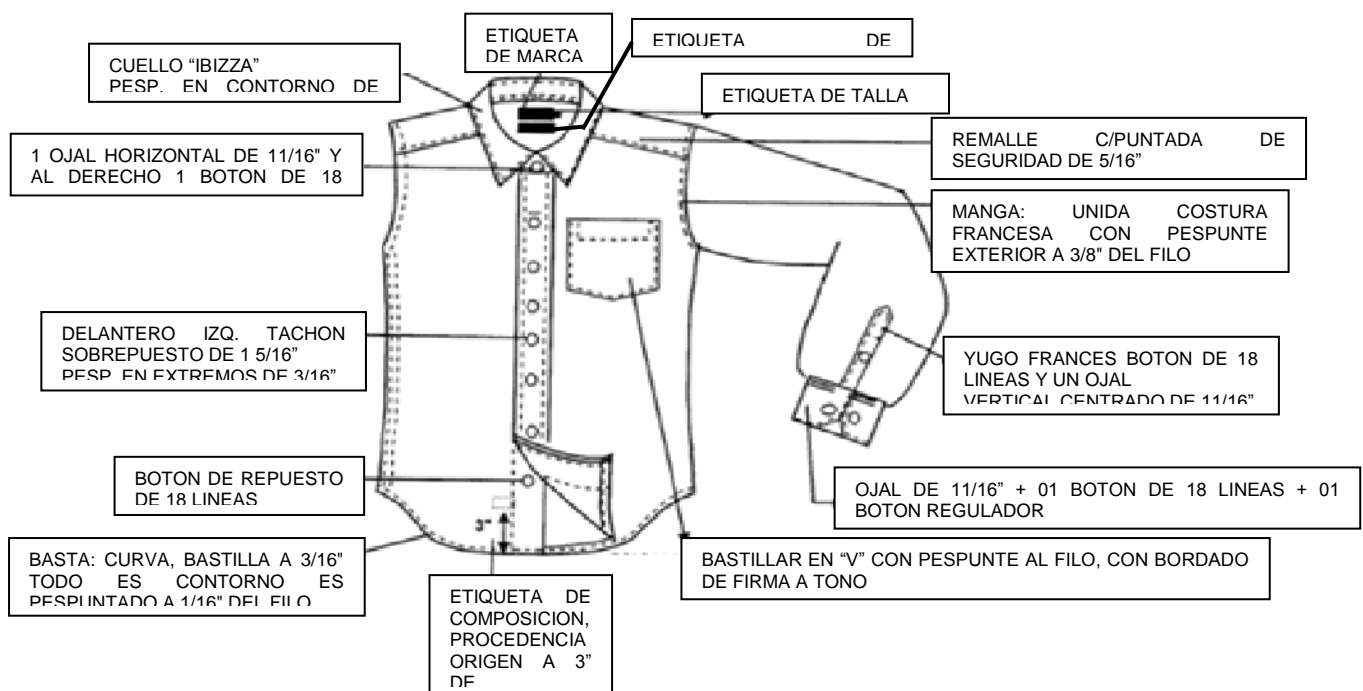 ETIQUETA
DE MARCA
ETIQUETA DE
CUELLO “IBIZZA”
PESP. EN CONTORNO DE
ETIQUETA DE TALLA
1 OJAL HORIZONTAL DE 11/16" Y
AL DERECHO 1 BOTON DE 18
REMALLE C/PUNTADA DE
SEGURIDAD DE 5/16”
MANGA: UNIDA COSTURA
FRANCESA CON PESPUNTE
EXTERIOR A 3/8" DEL FILO
DELANTERO IZQ. TACHON
SOBREPUESTO DE 1 5/16”
PESP. EN EXTREMOS DE 3/16”
YUGO FRANCES BOTON DE 18
LINEAS Y UN OJAL
VERTICAL CENTRADO DE 11/16”
BOTON DE REPUESTO
DE 18 LINEAS
OJAL DE 11/16” + 01 BOTON DE 18 LINEAS + 01
BOTON REGULADOR
3"
BASTA: CURVA, BASTILLA A 3/16"
TODO ES CONTORNO ES
PESPUNTADO A 1/16" DEL FILO
BASTILLAR EN “V” CON PESPUNTE AL FILO, CON BORDADO
DE FIRMA A TONO
ETIQUETA DE
COMPOSICION,
PROCEDENCIA
ORIGEN A 3”
DE